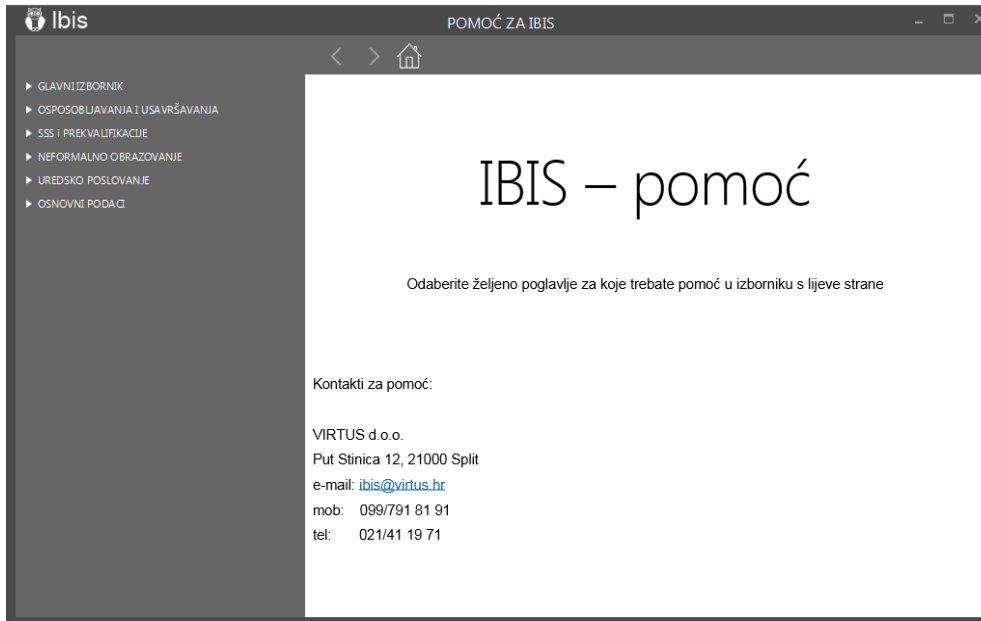 Ibis
POMOĆ ZA IBIS
GLAVNI IZBORNIK
OSPOSOBLJAVANJA I USAVRŠAVANJA
SSS i PREKVALIFIKACIJE
NEFORMALNO OBRAZOVANJE
UREDSKO POSLOVANJE
OSNOVNI PODACI
IBIS – pomoć
Odaberite željeno poglavlje za koje trebate pomoć u izborniku s lijeve strane
Kontakti za pomoć:
VIRTUS d.o.o.
Put Stinica 12, 21000 Split
e-mail: ibis@virtus.hr
mob: 099/791 81 91
tel: 021/41 19 71